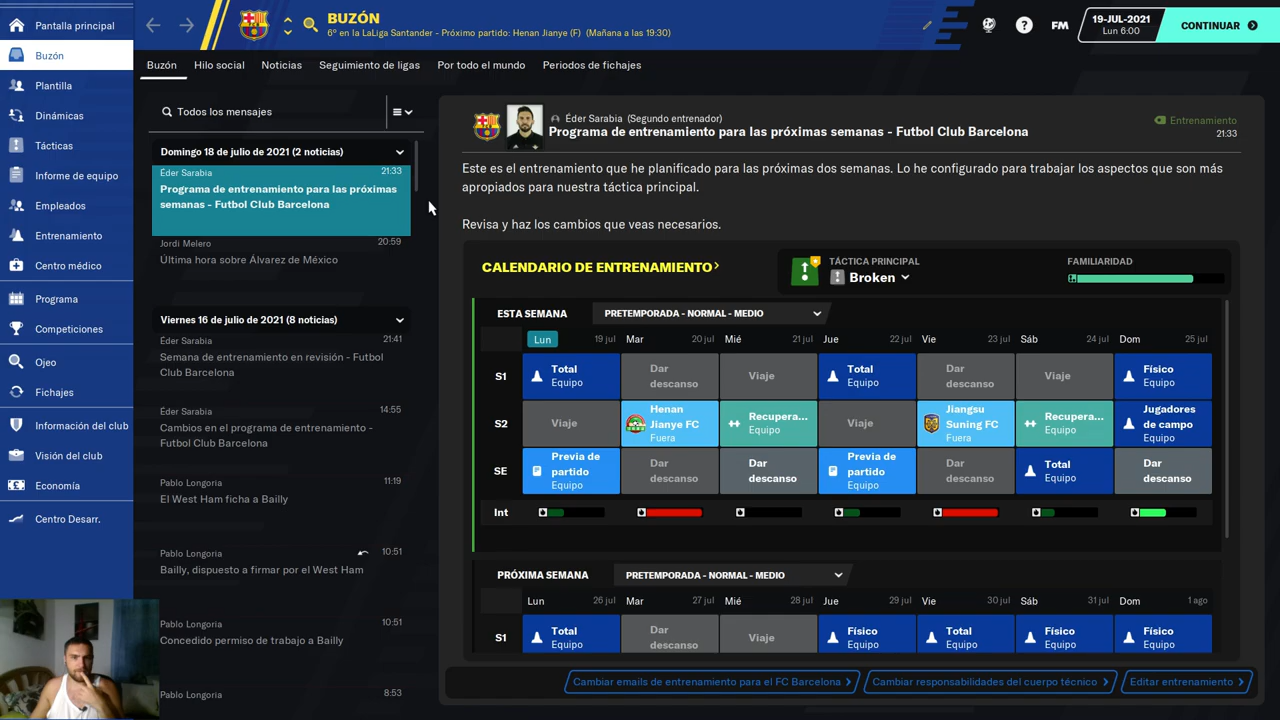 Pantalla principal
Buzón
Plantilla
Dinámicas
Tácticas
Informe de equipo
Empleados
Entrenamiento
Centro médico
Programa
Competiciones
Ojeo
Fichajes
Información del club
Visión del club
Economía
Centro Desarr.
BUZÓN
6º en la LaLiga Santander - Próximo partido: Henan Jianye (F) (Mañana a las 19:30)
?
FM
19-JUL-2021
Lun 6:00
CONTINUAR
Buzón
Hilo social
Noticias
Seguimiento de ligas
Por todo el mundo
Periodos de fichajes
Todos los mensajes
Domingo 18 de julio de 2021 (2 noticias)
Éder Sarabia 21:33
Programa de entrenamiento para las próximas
semanas - Futbol Club Barcelona
Jordi Melero 20:59
Última hora sobre Álvarez de México
Viernes 16 de julio de 2021 (8 noticias)
Éder Sarabia 21:41
Semana de entrenamiento en revisión - Futbol
Club Barcelona
Éder Sarabia 14:55
Cambios en el programa de entrenamiento -
Futbol Club Barcelona
Pablo Longoria 11:19
El West Ham ficha a Bailly
Pablo Longoria 10:51
Bailly, dispuesto a firmar por el West Ham
Pablo Longoria 10:51
Concedido permiso de trabajo a Bailly
Pablo Longoria 8:53
Éder Sarabia (Segundo entrenador)
Programa de entrenamiento para las próximas semanas - Futbol Club Barcelona
Entrenamiento
21:33
Este es el entrenamiento que he planificado para las próximas dos semanas. Lo he configurado para trabajar los aspectos que son más
apropiados para nuestra táctica principal.
Revisa y haz los cambios que veas necesarios.
CALENDARIO DE ENTRENAMIENTO
TÁCTICA PRINCIPAL
Broken
FAMILIARIDAD
ESTA SEMANA
PRETEMPORADA - NORMAL - MEDIO
Lun 19 jul Mar 20 jul Mié 21 jul Jue 22 jul Vie 23 jul Sáb 24 jul Dom 25 jul
S1
Total
Equipo
Dar
descanso
Viaje
Total
Equipo
Dar
descanso
Viaje
Físico
Equipo
S2
Viaje
Henan
Jianye FC
Fuera
Recupera...
Equipo
Viaje
Jiangsu
Suning FC
Fuera
Recupera...
Equipo
Jugadores
de campo
Equipo
SE
Previa de
partido
Equipo
Dar
descanso
Dar
descanso
Previa de
partido
Equipo
Dar
descanso
Total
Equipo
Dar
descanso
Int
PRÓXIMA SEMANA
PRETEMPORADA - NORMAL - MEDIO
Lun 26 jul Mar 27 jul Mié 28 jul Jue 29 jul Vie 30 jul Sáb 31 jul Dom 1 ago
S1
Total
Equipo
Dar
descanso
Viaje
Físico
Equipo
Total
Equipo
Físico
Equipo
Físico
Equipo
Cambiar emails de entrenamiento para el FC Barcelona
Cambiar responsabilidades del cuerpo técnico
Editar entrenamiento